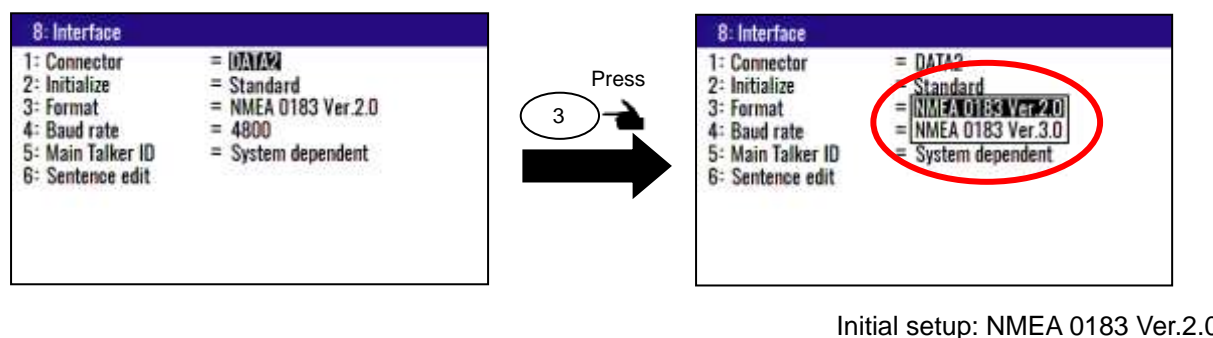 8: Interface
1: Connector = DATA2
2: Initialize = Standard
3: Format = NMEA 0183 Ver.2.0
4: Baud rate = 4800
5: Main Talker ID = System dependent
6: Sentence edit
Press
3
8: Interface
1: Connector = DATA2
2: Initialize = Standard
3: Format = NMEA 0183 Ver.2.0
4: Baud rate = NMEA 0183 Ver.3.0
5: Main Talker ID = System dependent
6: Sentence edit
Initial setup: NMEA 0183 Ver.2.0